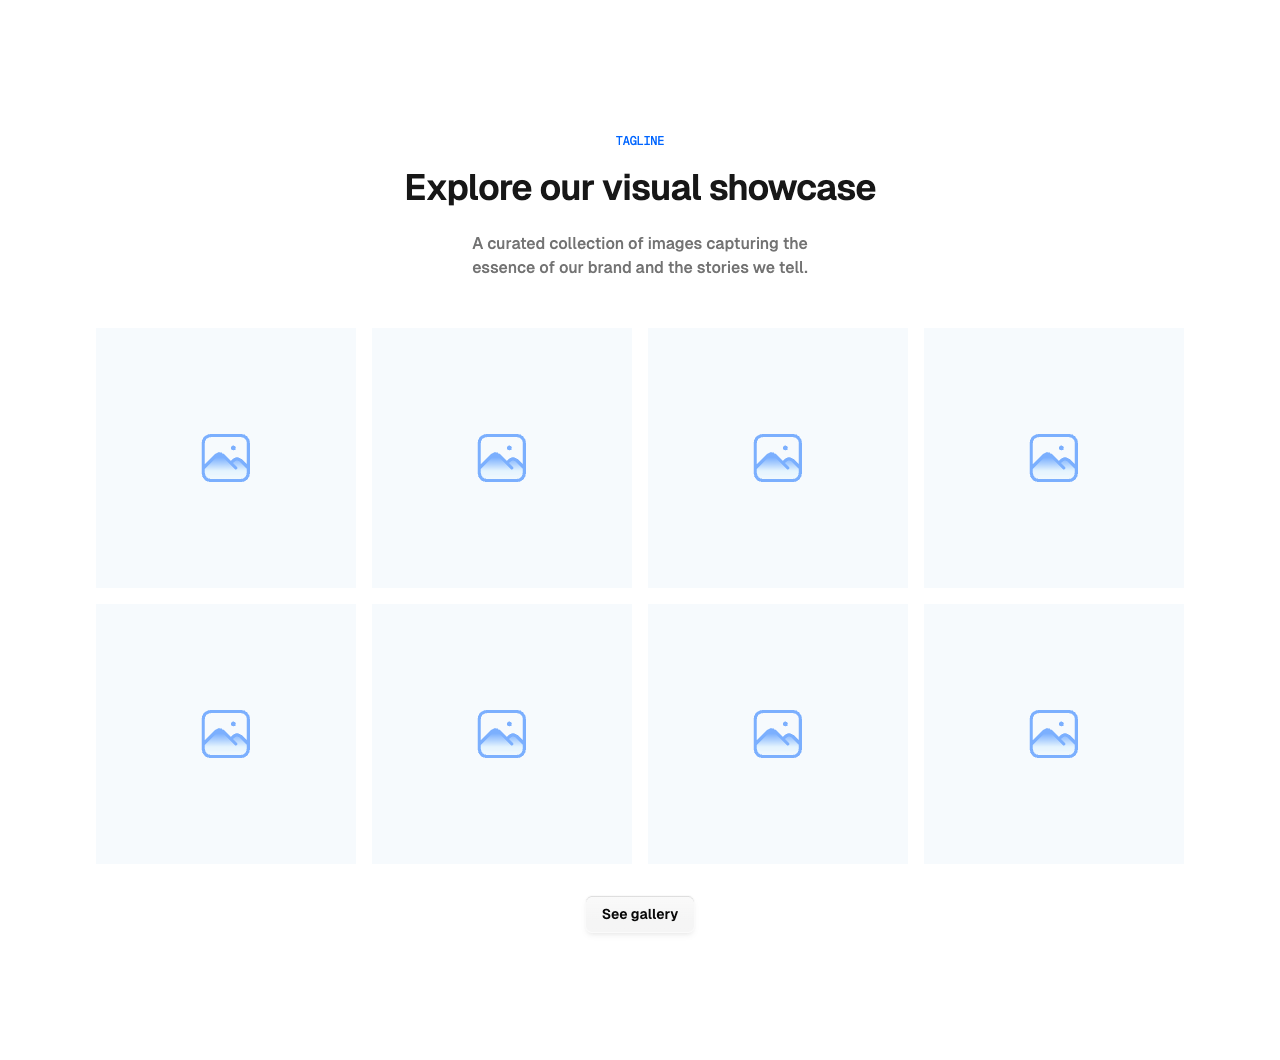 TAGLINE
Explore our visual showcase
A curated collection of images capturing the
essence of our brand and the stories we tell.
See gallery